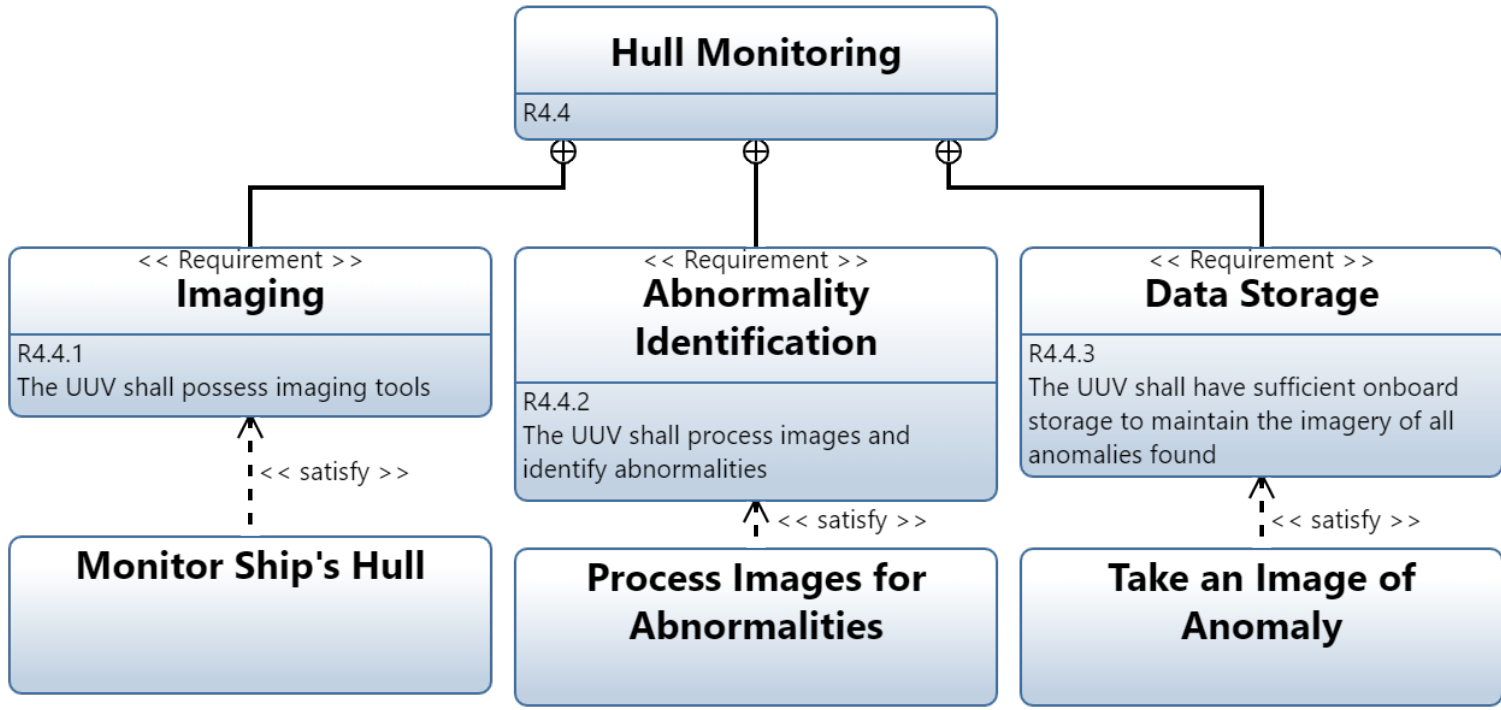 Hull Monitoring
R4.4
<< Requirement >>
Imaging
R4.4.1
The UUV shall possess imaging tools
<< satisfy >>
Monitor Ship's Hull
<< Requirement >>
Abnormality
Identification
R4.4.2
The UUV shall process images and
identify abnormalities
<< satisfy >>
Process Images for
Abnormalities
<< Requirement >>
Data Storage
R4.4.3
The UUV shall have sufficient onboard
storage to maintain the imagery of all
anomalies found
<< satisfy >>
Take an Image of
Anomaly